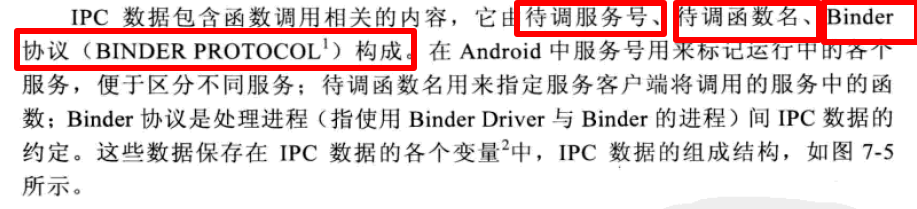 IPC 数据包含函数调用相关的内容，它由待调服务号、待调函数名、Binder
协议（BINDER PROTOCOL¹）构成。在 Android 中服务号用来标记运行中的各个
服务，便于区分不同服务；待调函数名用来指定服务客户端将调用的服务中的函
数；Binder 协议是处理进程（指使用 Binder Driver 与 Binder 的进程）间 IPC 数据的
约定。这些数据保存在 IPC 数据的各个变量²中，IPC 数据的组成结构，如图 7-5
所示。